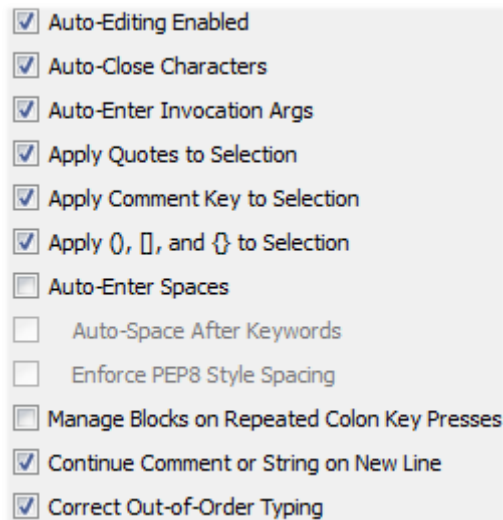 Auto-Editing Enabled
Auto-Close Characters
Auto-Enter Invocation Args
Apply Quotes to Selection
Apply Comment Key to Selection
Apply (), [], and {} to Selection
Auto-Enter Spaces
Auto-Space After Keywords
Enforce PEP8 Style Spacing
Manage Blocks on Repeated Colon Key Presses
Continue Comment or String on New Line
Correct Out-of-Order Typing